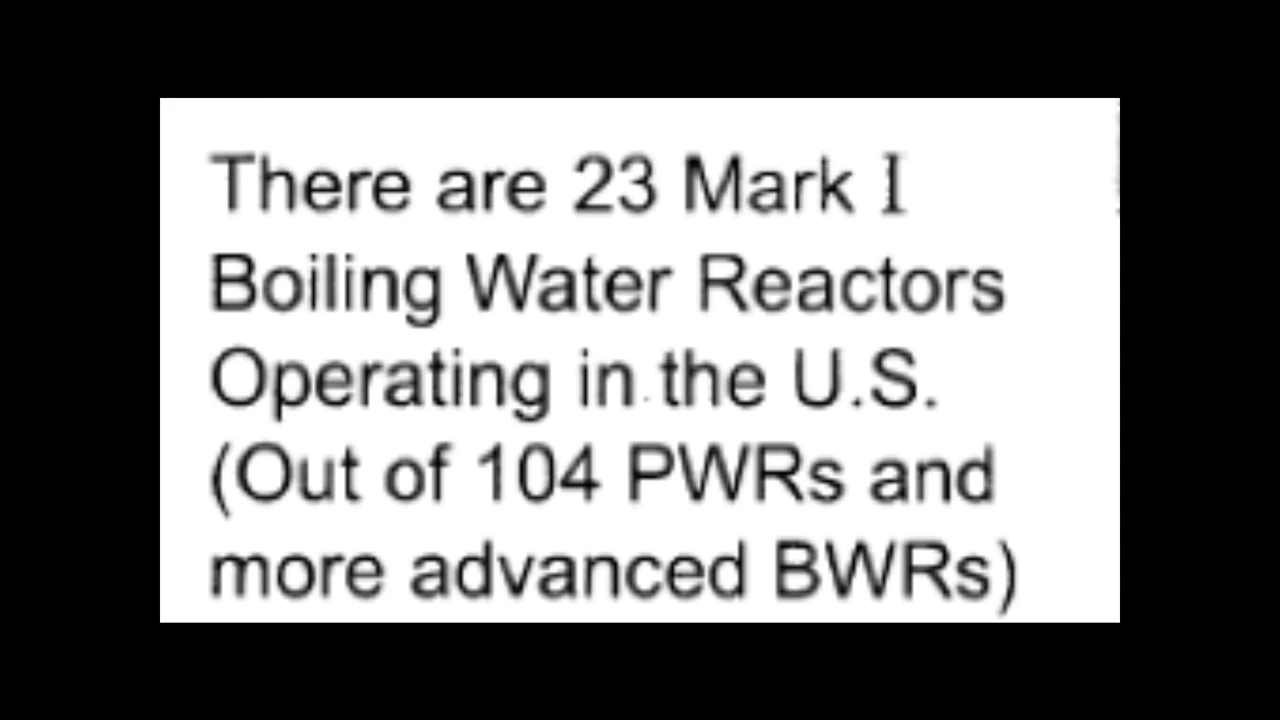 There are 23 Mark I
Boiling Water Reactors
Operating in the U.S.
(Out of 104 PWRs and
more advanced BWRs)